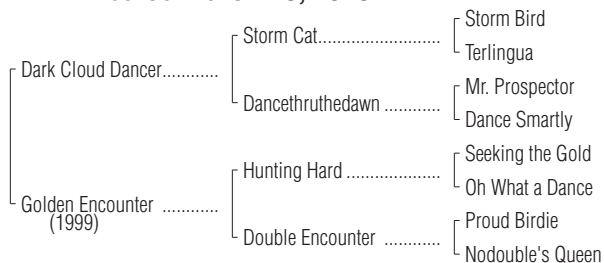 Storm Bird
Storm Cat........................
Terlingua
Dark Cloud Dancer............
Mr. Prospector
Dancethruthedawn ............
Dance Smartly
Seeking the Gold
Hunting Hard ....................
Oh What a Dance
Golden Encounter ............
(1999)
Proud Birdie
Double Encounter ............
Nodouble's Queen